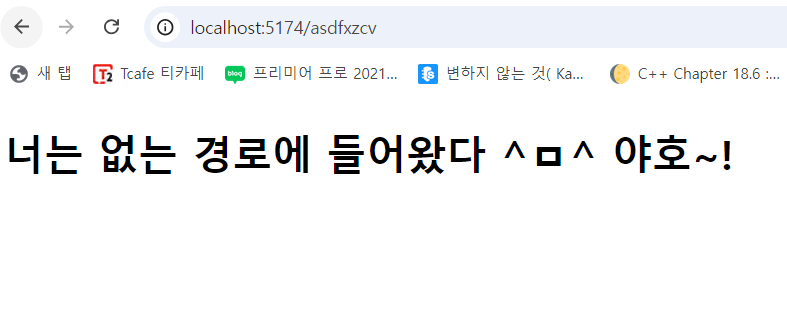 localhost:5174/asdfxzcv
새 탭 T2 Tcafe 티카페 blog 프리미어 프로 2021... 변하지 않는 것( Ka... C++ Chapter 18.6 :...
너는 없는 경로에 들어왔다 ^ㅁ^ 야호~!